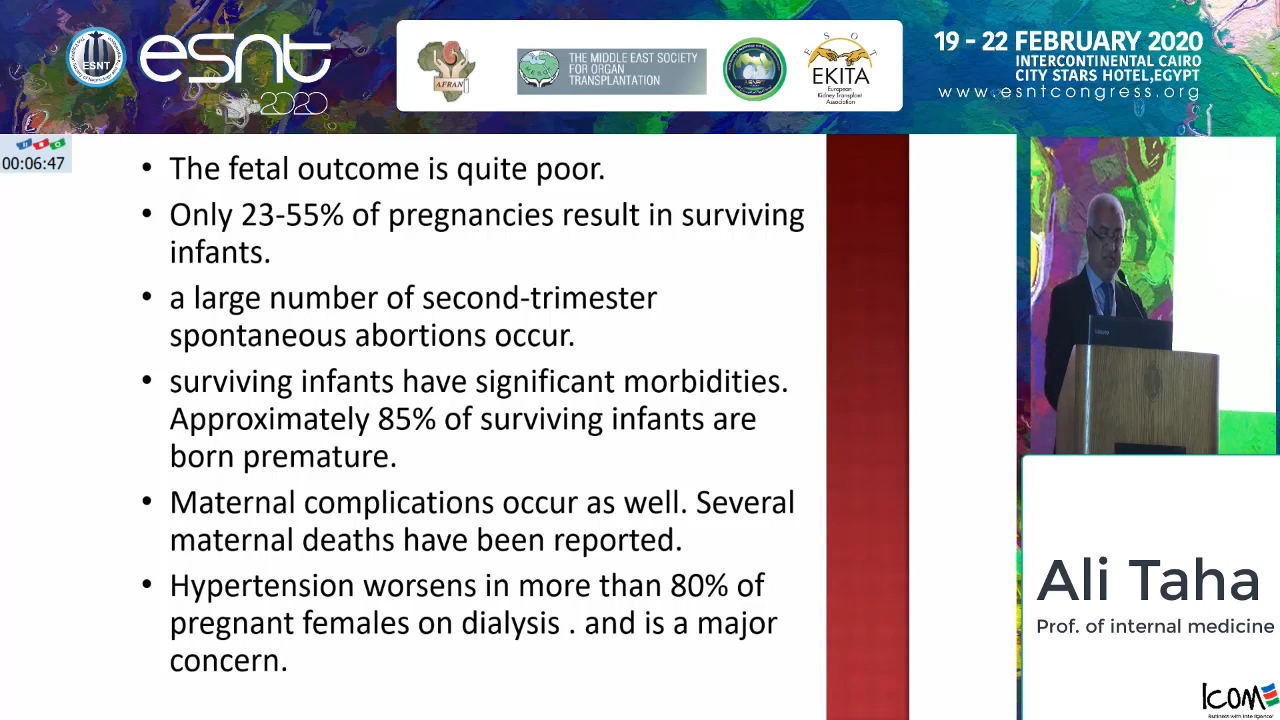 ESNT
esnt
2020
AFRAN
THE MIDDLE EAST SOCIETY
FOR ORGAN
TRANSPLANTATION
E S O T
EKITA
European
Kidney Transplant
Association
19 - 22 FEBRUARY 2020
INTERCONTINENTAL CAIRO
CITY STARS HOTEL,EGYPT
www.esntcongress.org
00:06:47
• The fetal outcome is quite poor.
• Only 23-55% of pregnancies result in surviving
infants.
• a large number of second-trimester
spontaneous abortions occur.
• surviving infants have significant morbidities.
Approximately 85% of surviving infants are
born premature.
• Maternal complications occur as well. Several
maternal deaths have been reported.
• Hypertension worsens in more than 80% of
pregnant females on dialysis . and is a major
concern.
Ali Taha
Prof. of internal medicine
ICOME
Business with Intelligence!